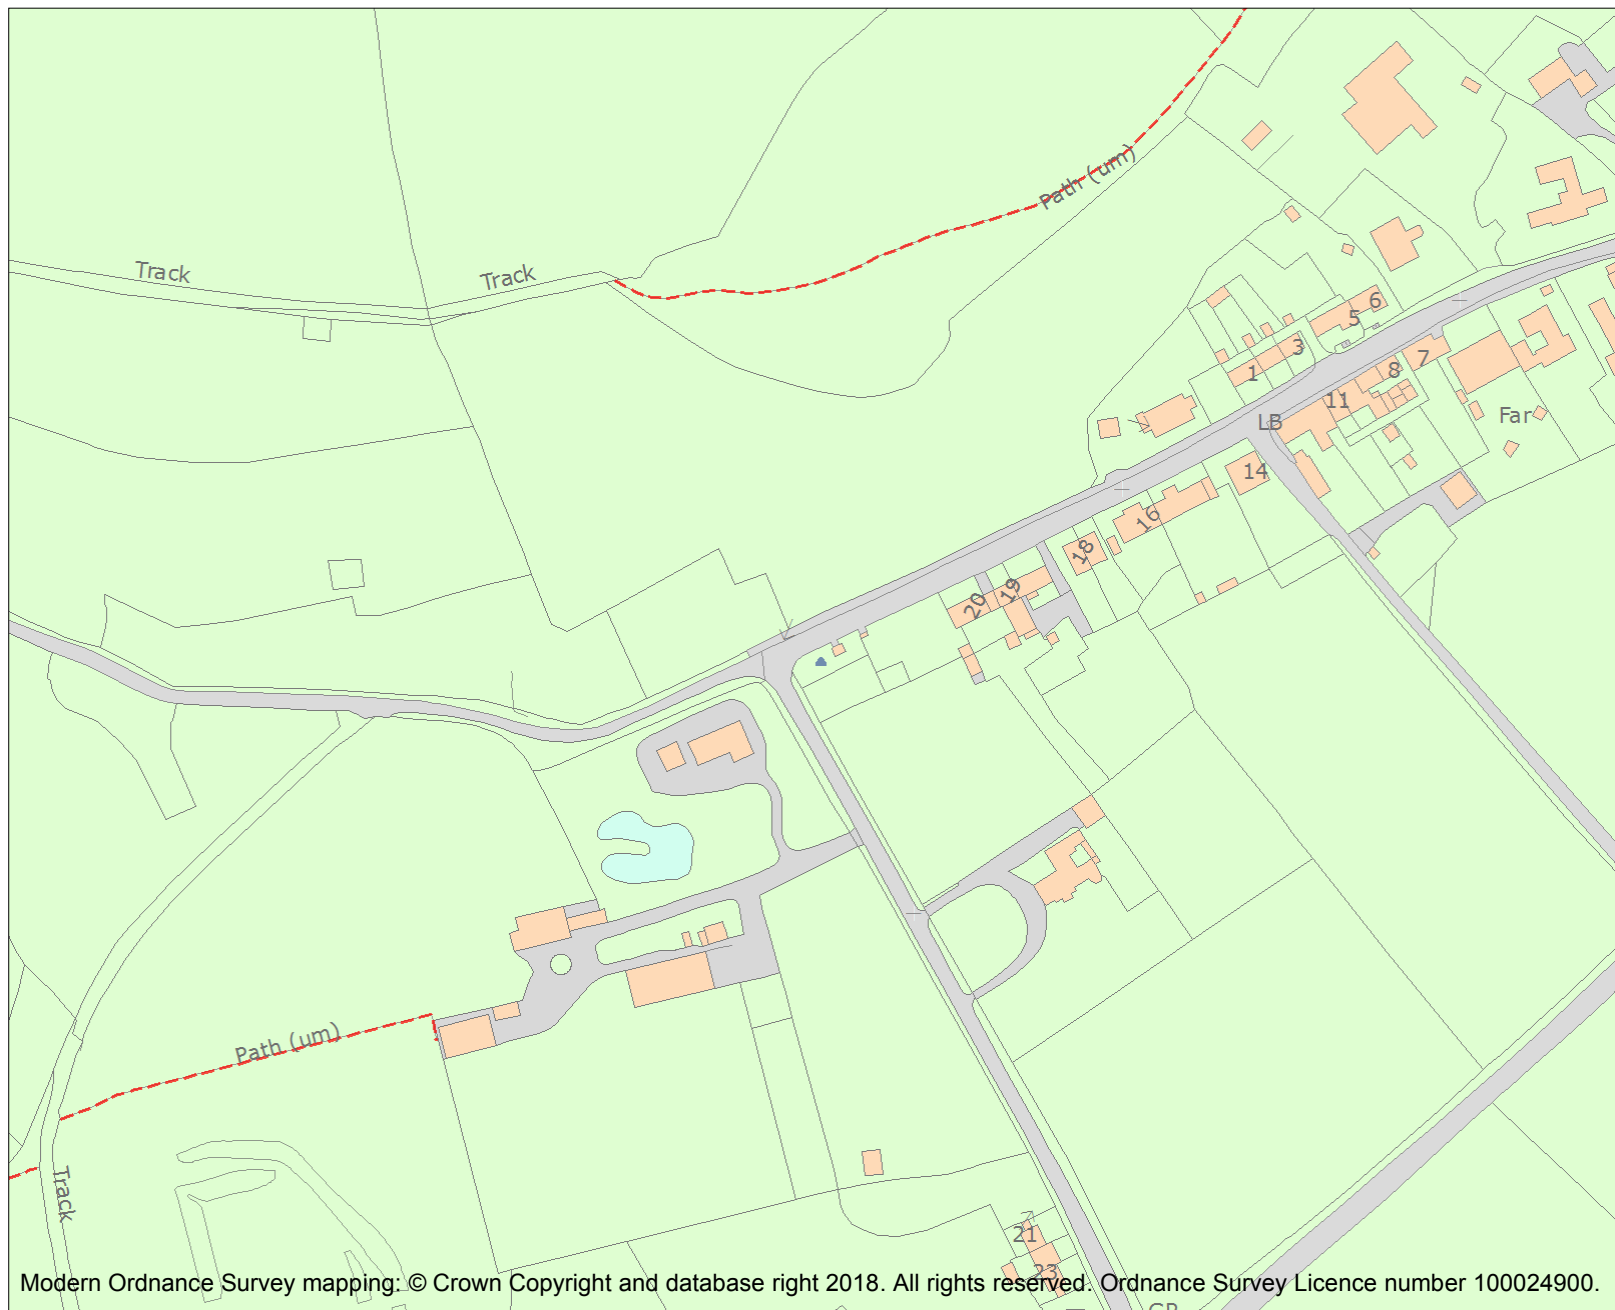 Path (um)
Track
Track
6
5
3
1
7
8
11
LB
Far
14
16
18
19
20
Path (um)
Track
21
23
Modern Ordnance Survey mapping: © Crown Copyright and database right 2018. All rights reserved. Ordnance Survey Licence number 100024900.